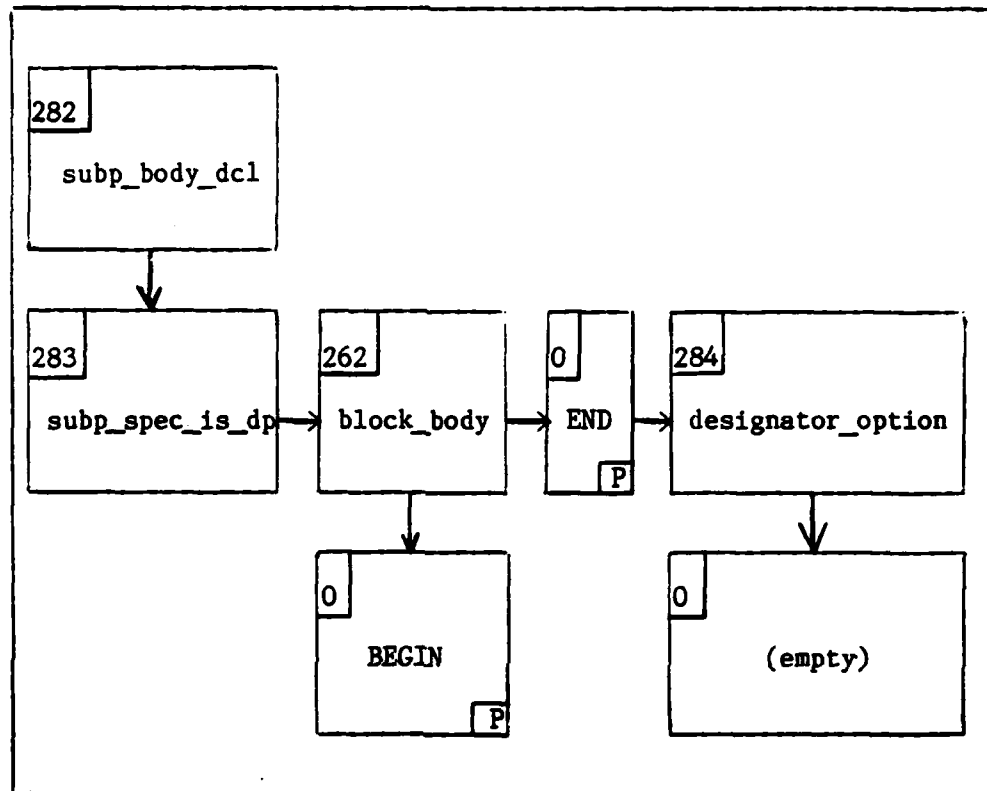 282
subp_body_dcl
283
subp_spec_is_dp
262
block_body
0
END
P
284
designator_option
0
BEGIN
P
0
(empty)